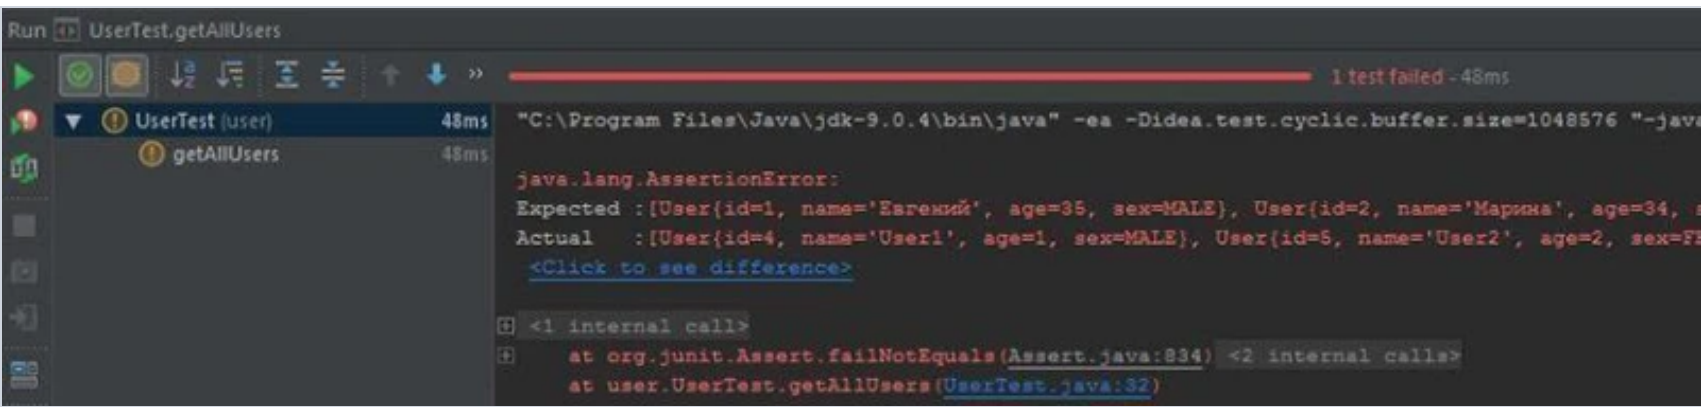 Run UserTest.getAllUsers
» 1 test failed - 48ms
UserTest (user) 48ms
getAllUsers 48ms
"C:\Program Files\Java\jdk-9.0.4\bin\java" -ea -Didea.test.cyclic.buffer.size=1048576 "-java
java.lang.AssertionError:
Expected :[User{id=1, name='Евгений', age=35, sex=MALE}, User{id=2, name='Марина', age=34,
Actual :[User{id=4, name='User1', age=1, sex=MALE}, User{id=5, name='User2', age=2, sex=FE
<Click to see difference>
<1 internal call>
at org.junit.Assert.failNotEquals(Assert.java:834) <2 internal calls>
at user.UserTest.getAllUsers(UserTest.java:32)